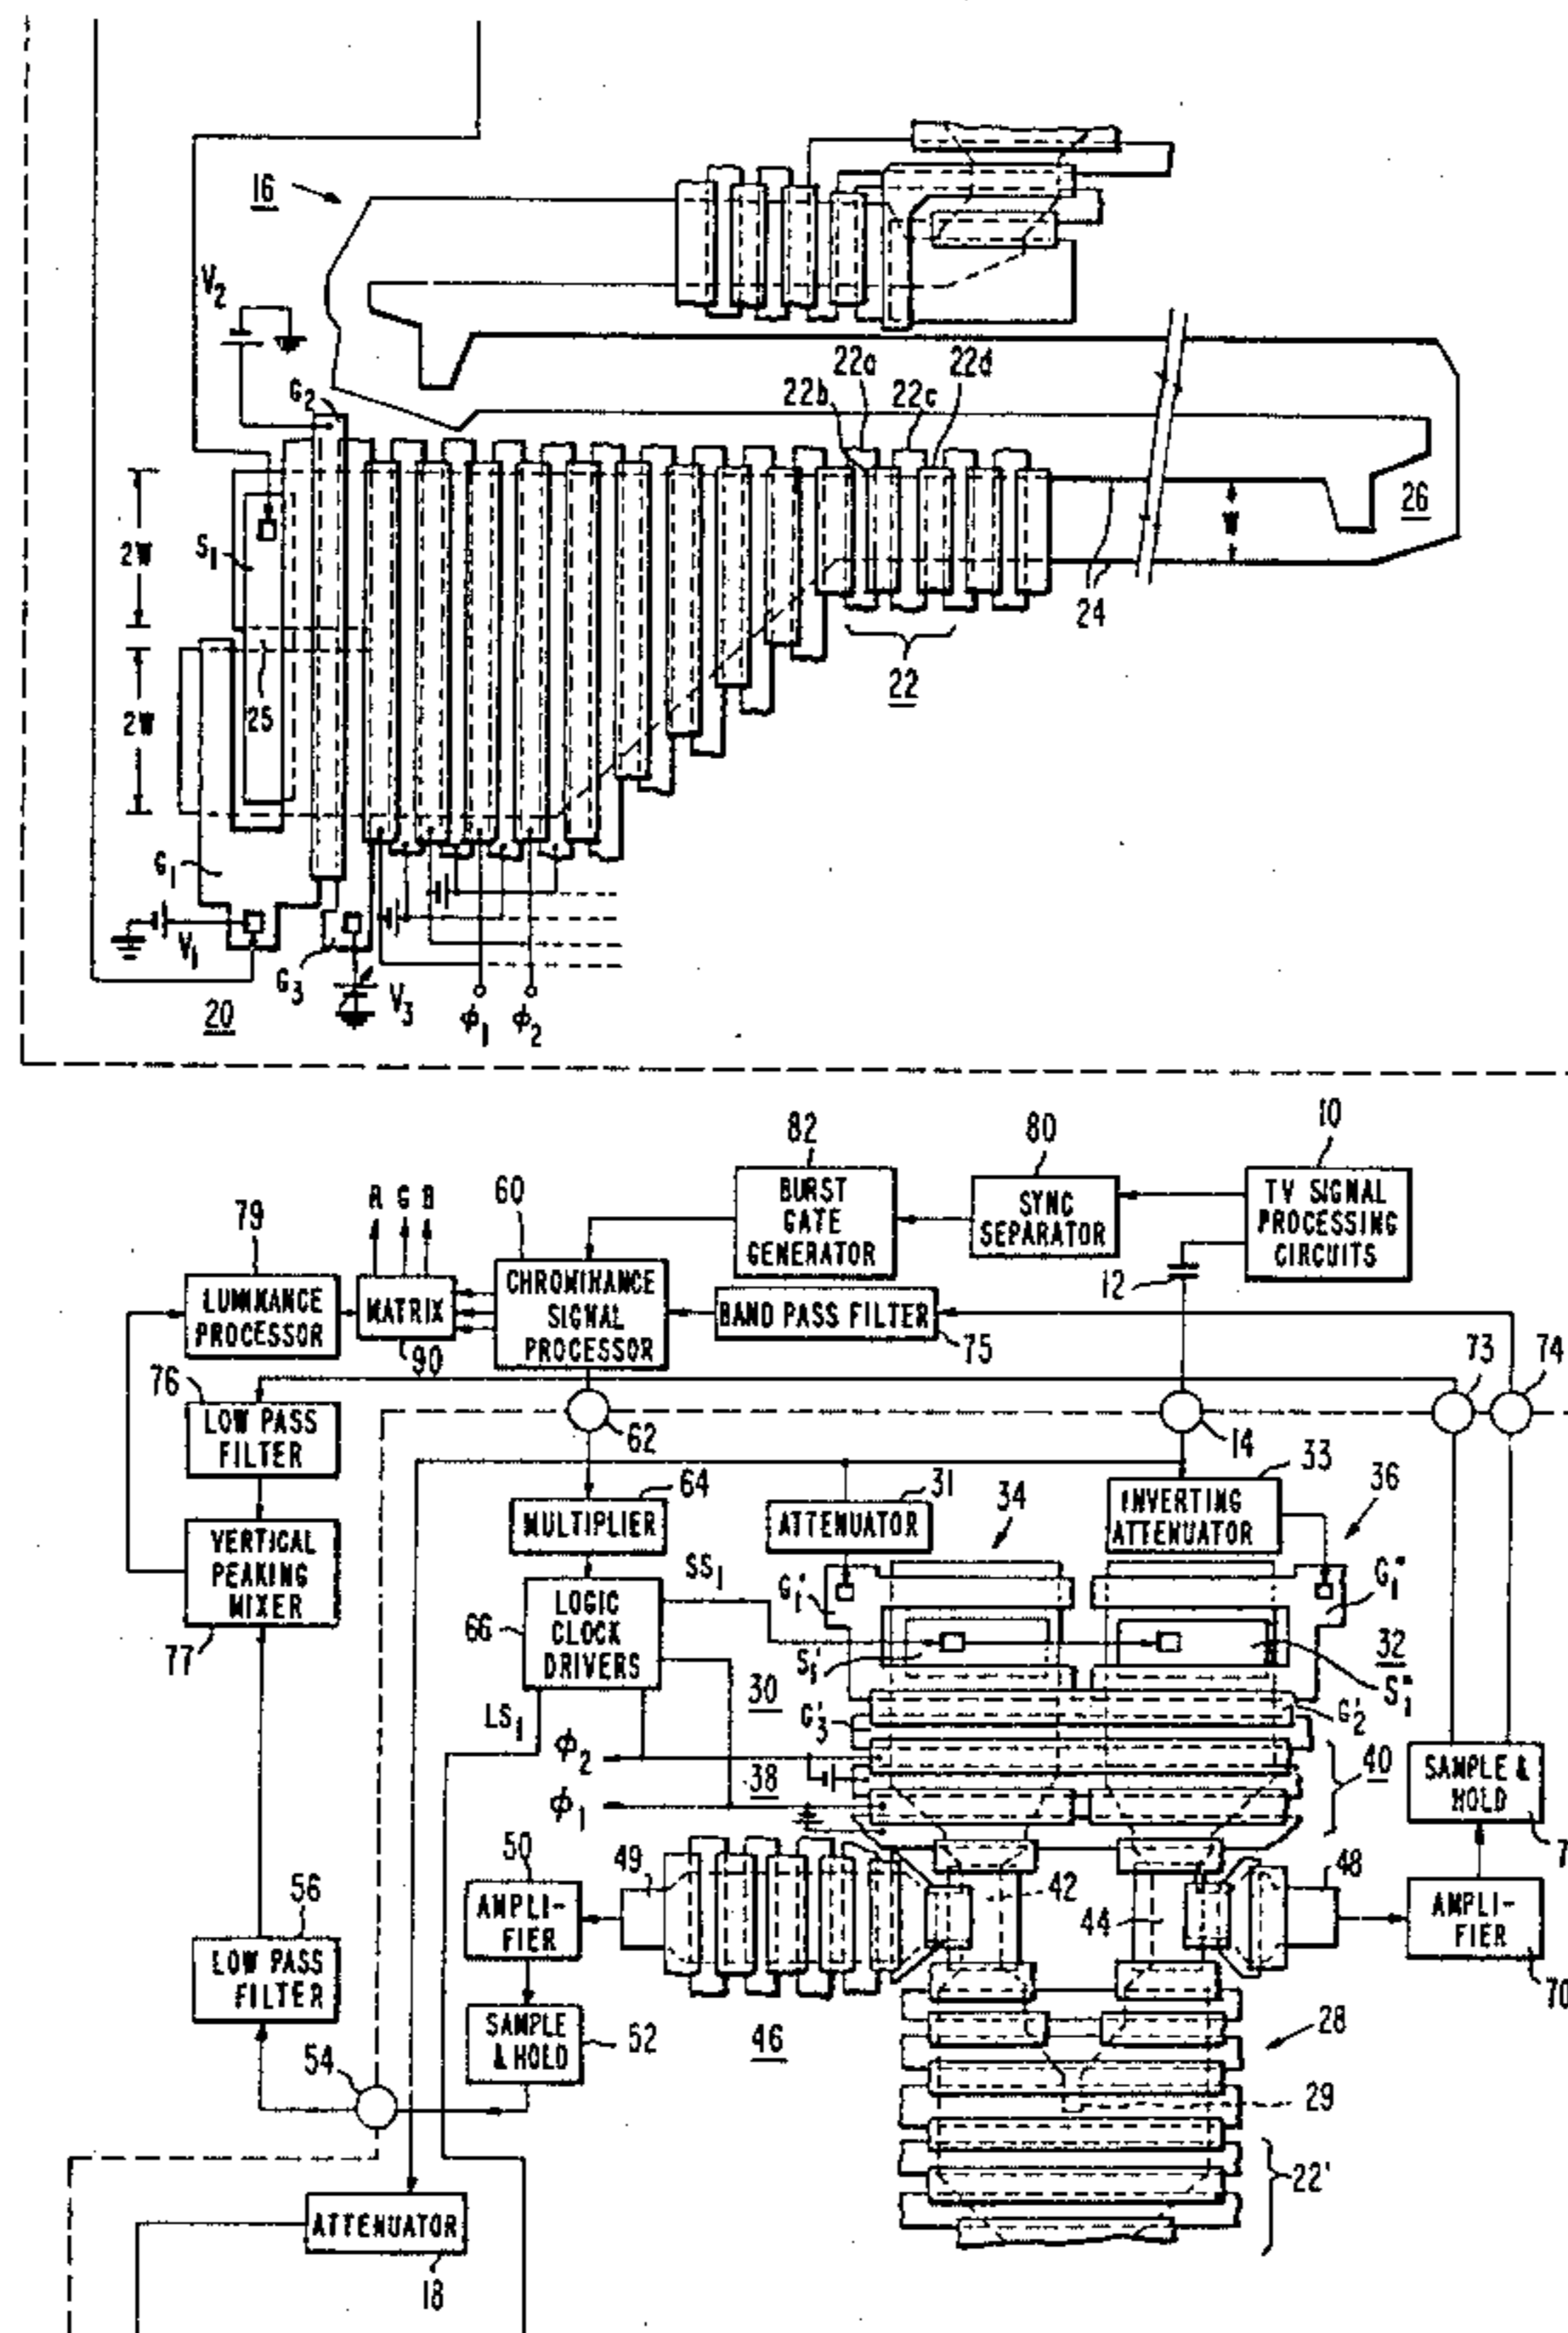 16
V2
G2
22a
22d
22b
22c
2W
S1
W
26
24
25
22
2W
G1
V1
G3
V3
20
ϕ1
ϕ2
82
80
10
BURST
GATE
GENERATOR
SYNC
SEPARATOR
TV SIGNAL
PROCESSING
CIRCUITS
R G B
60
79
LUMINANCE
PROCESSOR
MATRIX
90
CHROMINANCE
SIGNAL
PROCESSOR
BAND PASS FILTER
75
12
73
74
76
LOW PASS
FILTER
62
14
64
31
34
33
36
MULTIPLIER
ATTENUATOR
INVERTING
ATTENUATOR
VERTICAL
PEAKING
MIXER
77
SS1
66
LOGIC
CLOCK
DRIVERS
G1'
G1"
S1'
32
S1"
30
G3'
G2'
LS1
ϕ2
38
40
ϕ1
SAMPLE &
HOLD
50
49
42
44
48
56
AMPLI-
FIER
AMPLI-
FIER
70
LOW PASS
FILTER
SAMPLE
& HOLD
52
46
28
54
29
22'
ATTENUATOR
18